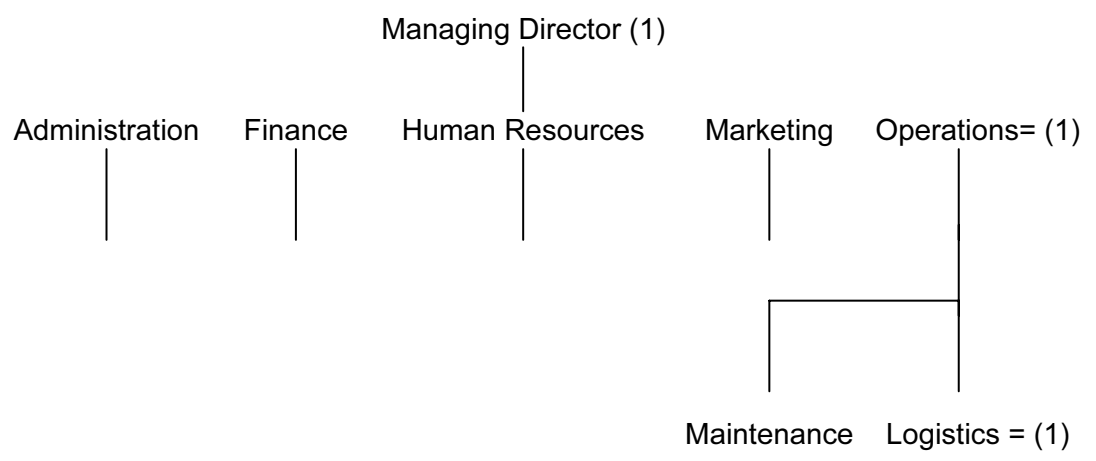 Managing Director (1)
Administration Finance Human Resources Marketing Operations= (1)
Maintenance Logistics = (1)